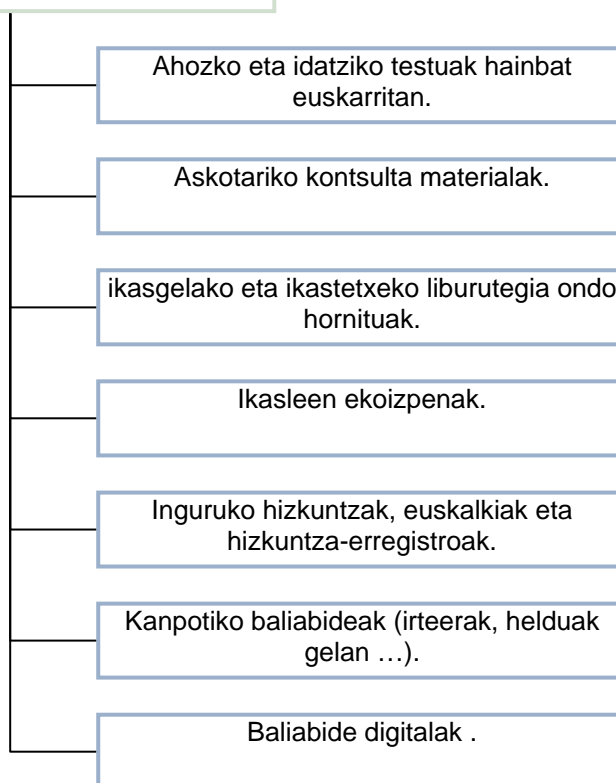 Ahozko eta idatziko testuak hainbat
euskarritan.
Askotariko kontsulta materialak.
ikasgelako eta ikastetxeko liburutegia ondo
hornituak.
Ikasleen ekoizpenak.
Inguruko hizkuntzak, euskalkiak eta
hizkuntza-erregistroak.
Kanpotiko baliabideak (irteerak, helduak
gelan …).
Baliabide digitalak .